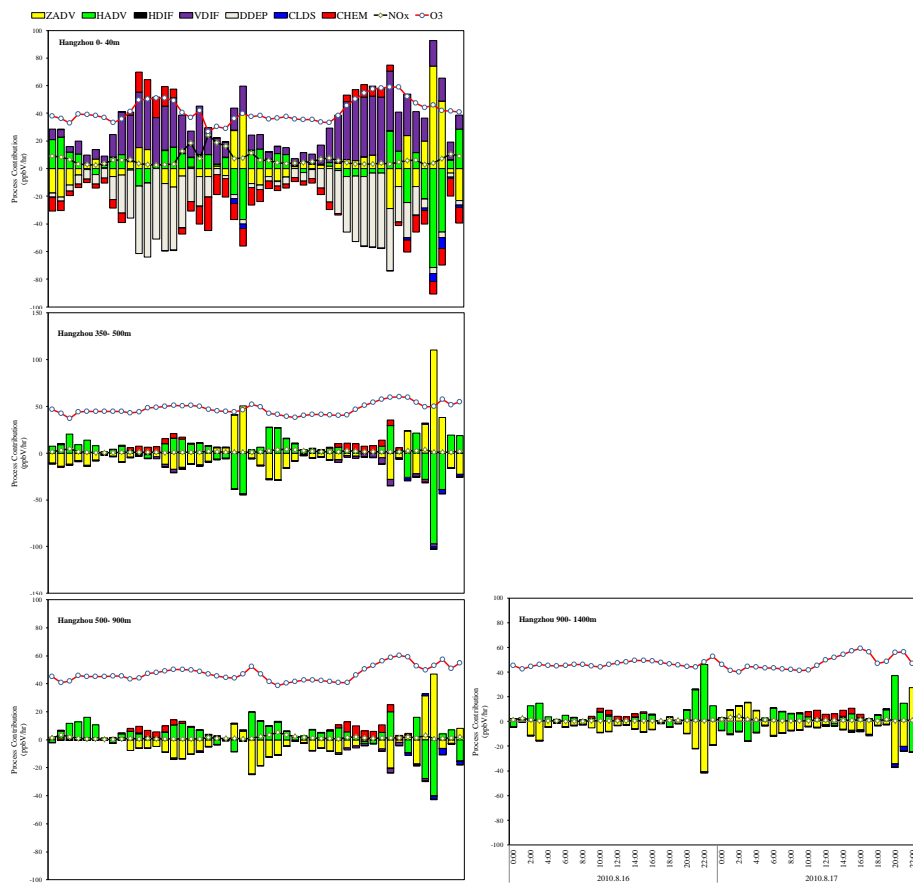 ZADV HADV HDIF VDIF DDEP CLDS CHEM NOx O3
Hangzhou 0- 40m
Process Contribution
(ppbV/hr)
100
80
60
40
20
0
-20
-40
-60
-80
-100
Hangzhou 350- 500m
Process Contribution
(ppbV/hr)
150
100
50
0
-50
-100
-150
Hangzhou 500- 900m
Process Contribution
(ppbV/hr)
100
80
60
40
20
0
-20
-40
-60
-80
-100
Hangzhou 900- 1400m
Process Contribution
(ppbV/hr)
100
80
60
40
20
0
-20
-40
-60
-80
-100
0:00 2:00 4:00 6:00 8:00 10:00 12:00 14:00 16:00 18:00 20:00 22:00 0:00 2:00 4:00 6:00 8:00 10:00 12:00 14:00 16:00 18:00 20:00 22:00
2010.8.16 2010.8.17